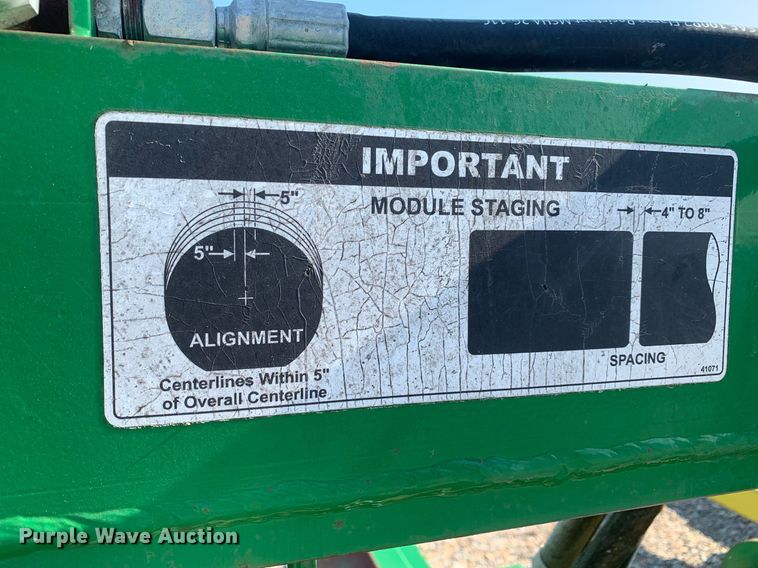 IMPORTANT
MODULE STAGING
5"
4" TO 8"
5"
ALIGNMENT
SPACING
Centerlines Within 5"
of Overall Centerline
41071
Purple Wave Auction